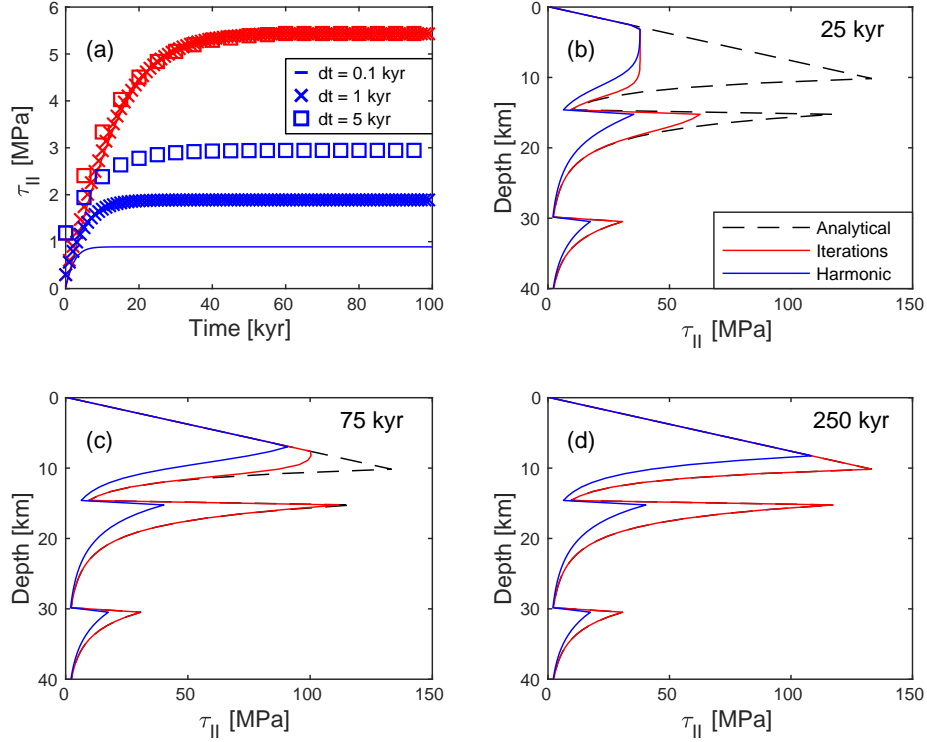 (a)
6
5
4
3
2
1
0
τII [MPa]
dt = 0.1 kyr
dt = 1 kyr
dt = 5 kyr
0 20 40 60 80 100
Time [kyr]
(b)
25 kyr
0
10
20
30
40
Depth [km]
Analytical
Iterations
Harmonic
0 50 100 150
τII [MPa]
(c)
75 kyr
0
10
20
30
40
Depth [km]
0 50 100 150
τII [MPa]
(d)
250 kyr
0
10
20
30
40
Depth [km]
0 50 100 150
τII [MPa]